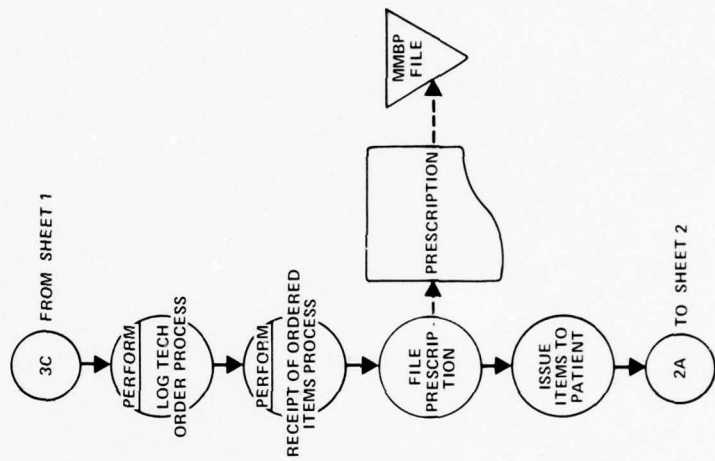 3C
FROM SHEET 1
PERFORM
LOG TECH
ORDER PROCESS
PERFORM
RECEIPT OF ORDERED
ITEMS PROCESS
FILE
PRESCRIP -
TION
PRESCRIPTION
MMBP
FILE
ISSUE
ITEMS TO
PATIENT
2A
TO SHEET 2